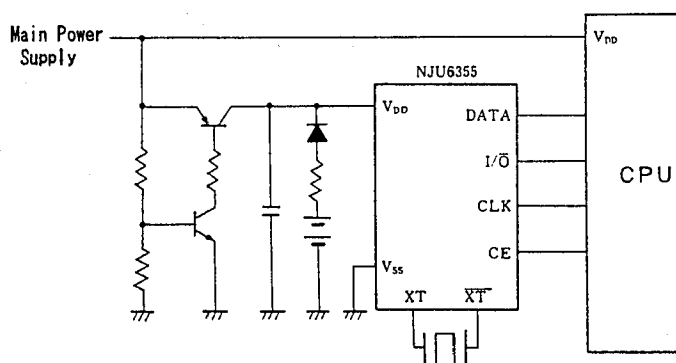 Main Power
Supply
NJU6355
V_DD
V_DD
DATA
I/O̅
CPU
CLK
CE
V_SS
XT
X̅T̅